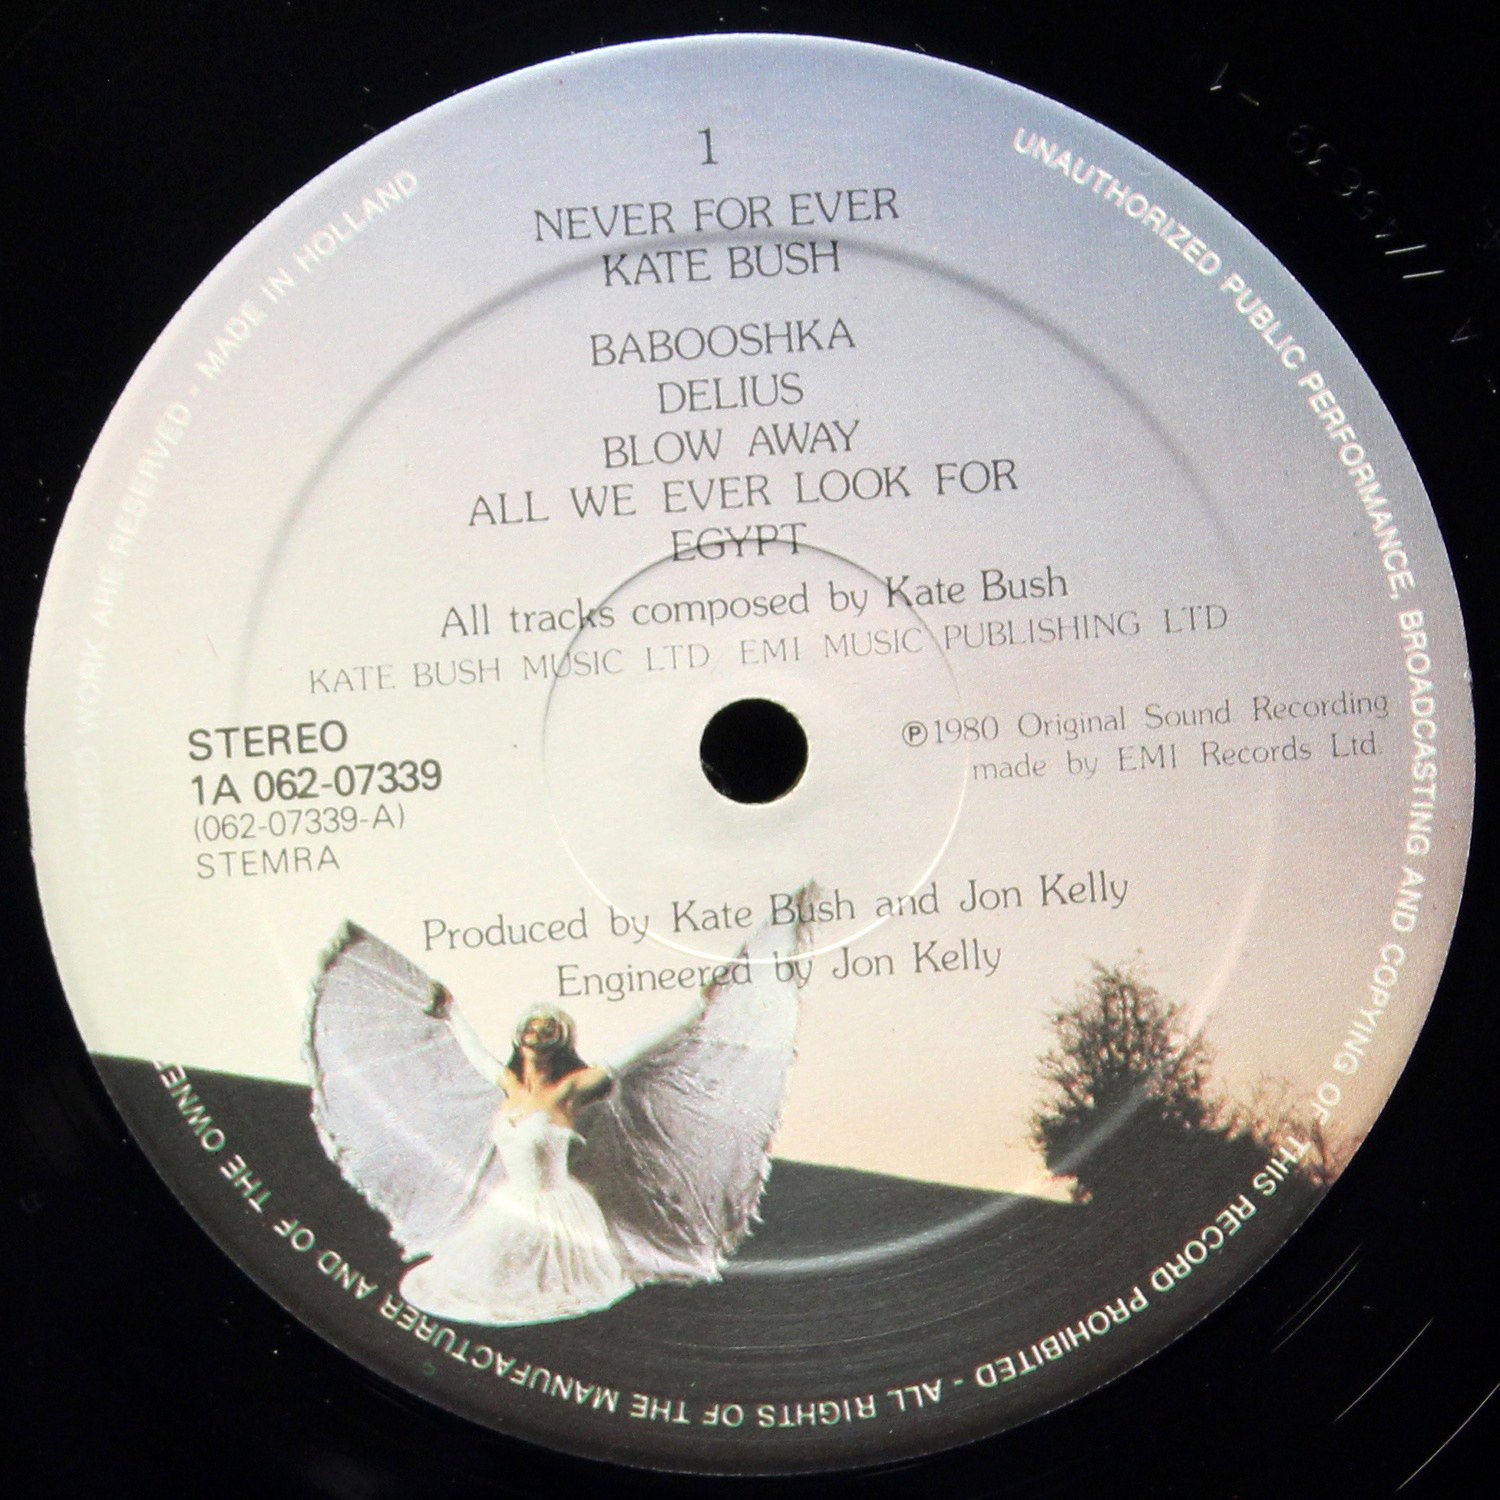 1
NEVER FOR EVER
KATE BUSH
BABOOSHKA
DELIUS
BLOW AWAY
ALL WE EVER LOOK FOR
EGYPT
All tracks composed by Kate Bush
KATE BUSH MUSIC LTD EMI MUSIC PUBLISHING LTD
STEREO
1A 062-07339
(062-07339-A)
STEMRA
℗1980 Original Sound Recording
made by EMI Records Ltd.
Produced by Kate Bush and Jon Kelly
Engineered by Jon Kelly
UNAUTHORIZED PUBLIC PERFORMANCE, BROADCASTING AND COPYING OF THIS RECORD PROHIBITED - ALL RIGHTS OF THE MANUFACTURER AND OF THE OWNER RECORDED WORK ARE RESERVED - MADE IN HOLLAND